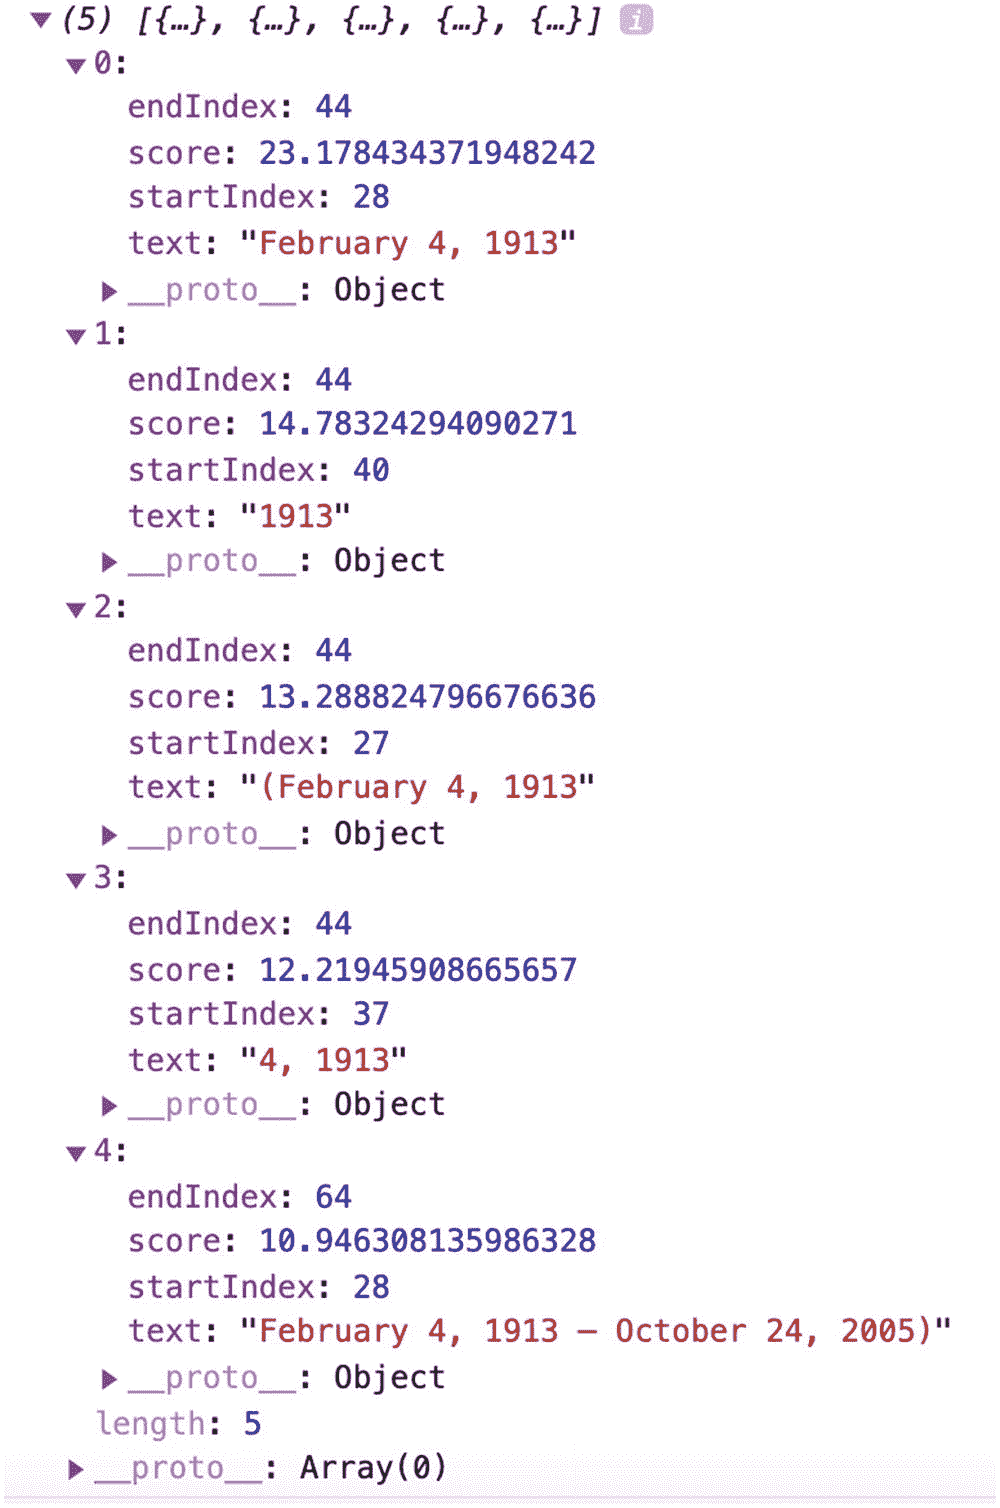 ▼ (5) [{…}, {…}, {…}, {…}, {…}] i
▼ 0:
endIndex: 44
score: 23.178434371948242
startIndex: 28
text: "February 4, 1913"
▶ __proto__: Object
▼ 1:
endIndex: 44
score: 14.78324294090271
startIndex: 40
text: "1913"
▶ __proto__: Object
▼ 2:
endIndex: 44
score: 13.288824796676636
startIndex: 27
text: "(February 4, 1913"
▶ __proto__: Object
▼ 3:
endIndex: 44
score: 12.21945908665657
startIndex: 37
text: "4, 1913"
▶ __proto__: Object
▼ 4:
endIndex: 64
score: 10.946308135986328
startIndex: 28
text: "February 4, 1913 – October 24, 2005)"
▶ __proto__: Object
length: 5
▶ __proto__: Array(0)